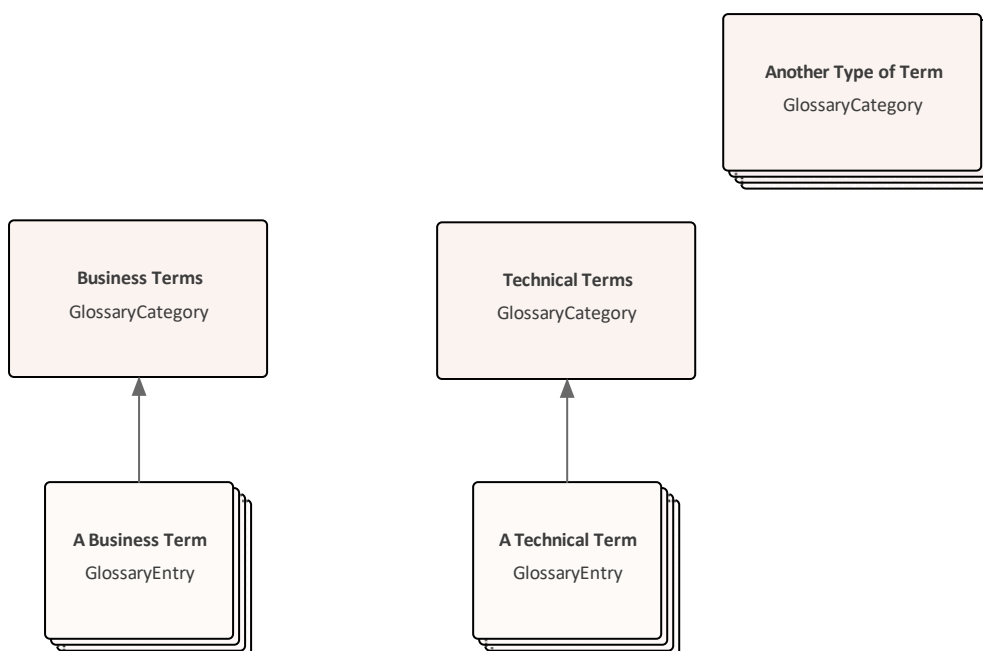 Another Type of Term
GlossaryCategory
Business Terms
GlossaryCategory
Technical Terms
GlossaryCategory
A Business Term
GlossaryEntry
A Technical Term
GlossaryEntry